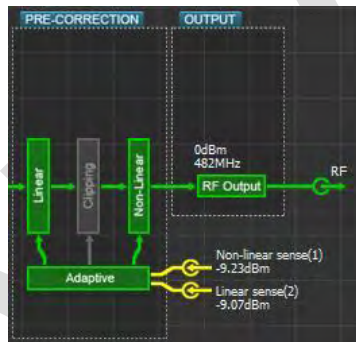 PRE-CORRECTION
OUTPUT
0dBm
482MHz
RF
Linear
Clipping
Non-Linear
RF Output
Non-linear sense(1)
-9.23dBm
Adaptive
Linear sense(2)
-9.07dBm